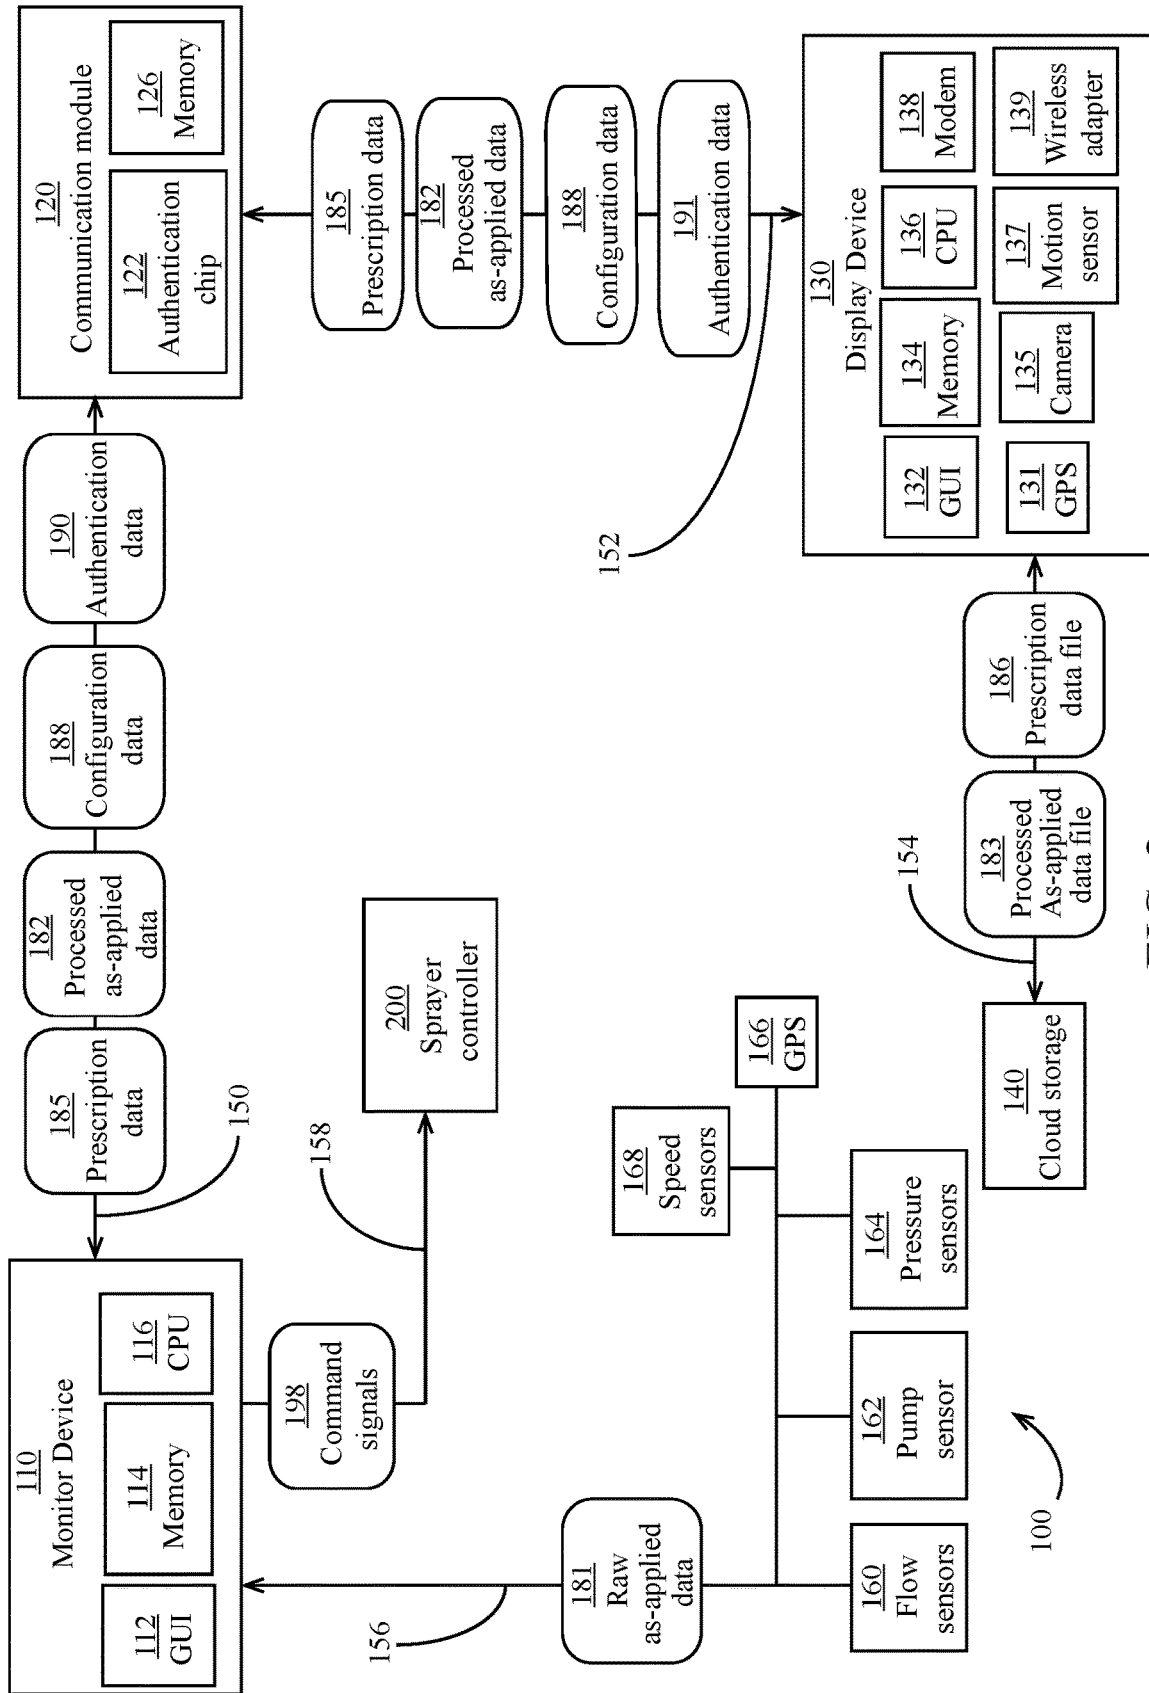 110
Monitor Device
112
GUI
114
Memory
116
CPU
150
185
Prescription
data
182
Processed
as-applied
data
188
Configuration
data
190
Authentication
data
120
Communication module
122
Authentication
chip
126
Memory
156
198
Command
signals
158
200
Sprayer
controller
185
Prescription data
182
Processed
as-applied data
188
Configuration data
191
Authentication data
152
181
Raw
as-applied
data
168
Speed
sensors
166
GPS
160
Flow
sensors
162
Pump
sensor
164
Pressure
sensors
100
140
Cloud storage
154
183
Processed
As-applied
data file
186
Prescription
data file
130
Display Device
132
GUI
134
Memory
136
CPU
138
Modem
131
GPS
135
Camera
137
Motion
sensor
139
Wireless
adapter